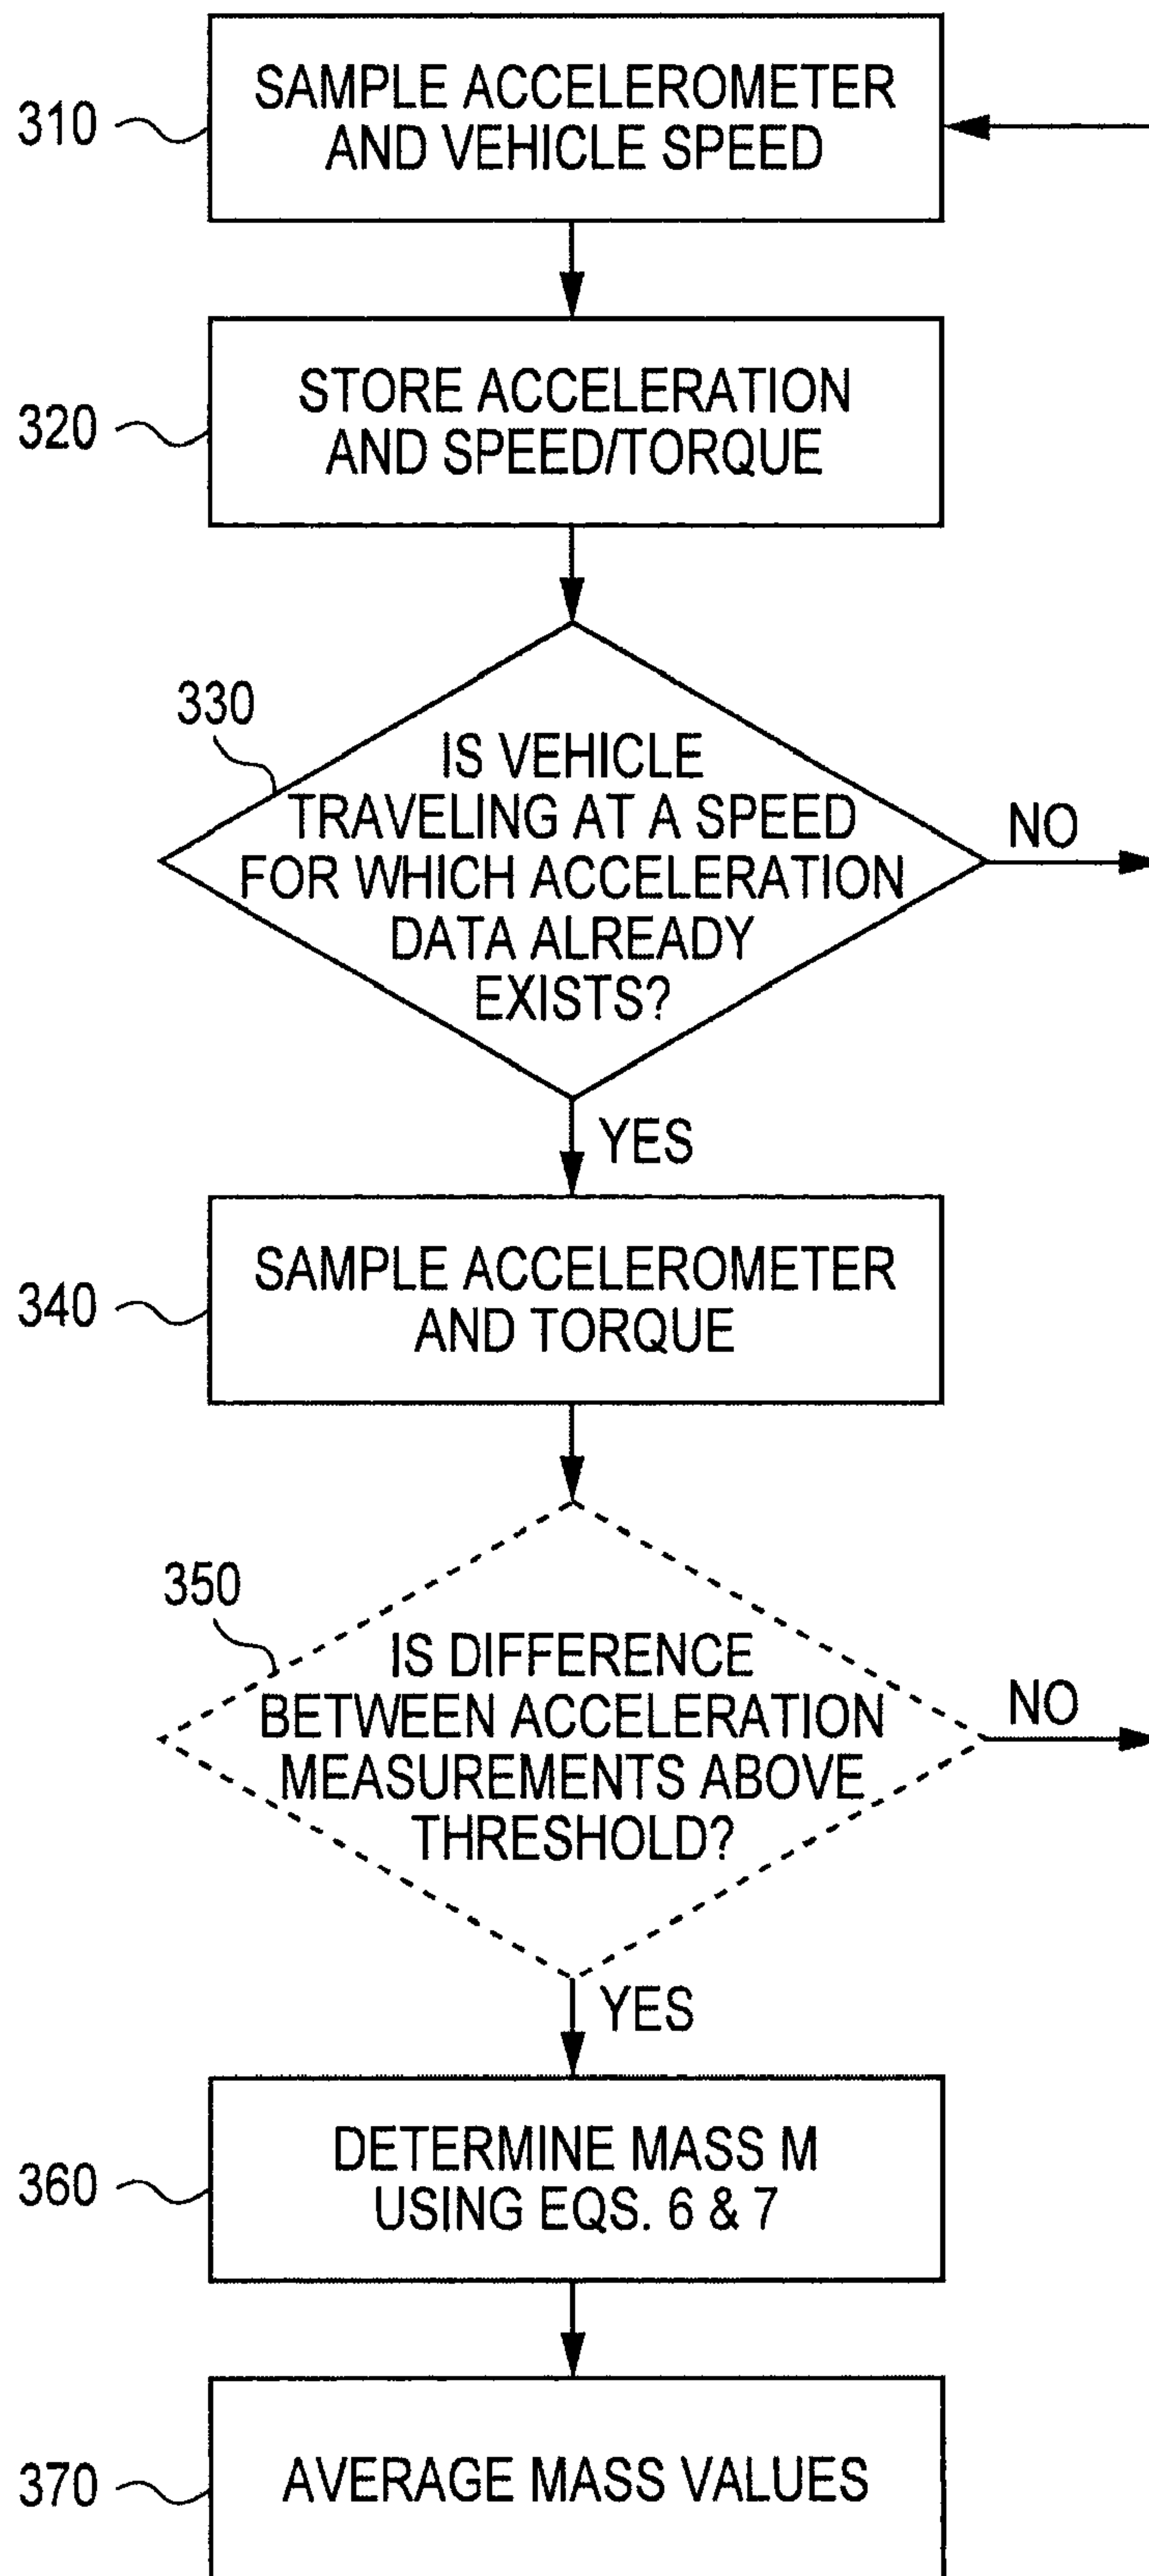 310
SAMPLE ACCELEROMETER
AND VEHICLE SPEED
320
STORE ACCELERATION
AND SPEED/TORQUE
330
IS VEHICLE
TRAVELING AT A SPEED
FOR WHICH ACCELERATION
DATA ALREADY
EXISTS?
NO
YES
340
SAMPLE ACCELEROMETER
AND TORQUE
350
IS DIFFERENCE
BETWEEN ACCELERATION
MEASUREMENTS ABOVE
THRESHOLD?
NO
YES
360
DETERMINE MASS M
USING EQS. 6 & 7
370
AVERAGE MASS VALUES